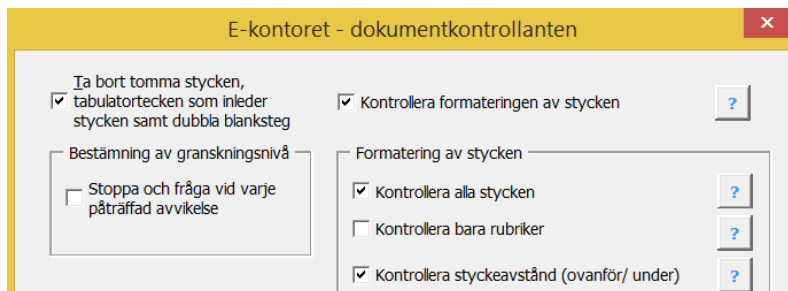 E-kontoret - dokumentkontrollanten
×
Ta bort tomma stycken,
tabulatortecken som inleder
stycken samt dubbla blanksteg
Kontrollera formateringen av stycken
?
Bestämning av granskningsnivå
Stoppa och fråga vid varje
påträffad avvikelse
Formatering av stycken
Kontrollera alla stycken
?
Kontrollera bara rubriker
?
Kontrollera styckeavstånd (ovanför/ under)
?